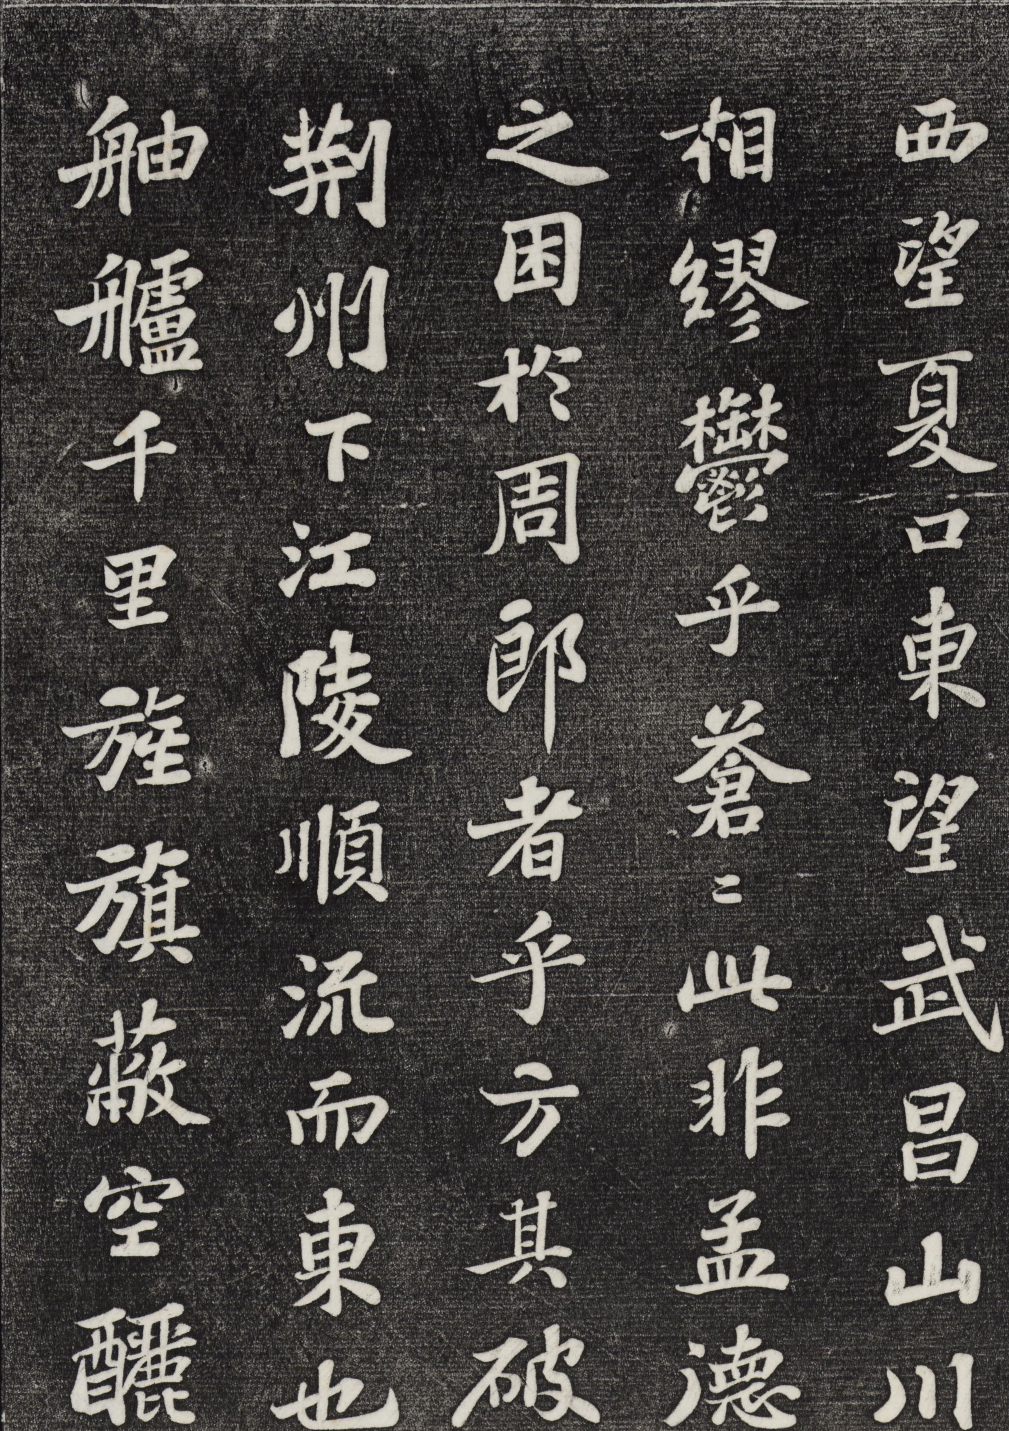 西望夏口東望武昌山川
相繆鬱乎蒼〻此非孟德
之困於周郎者乎方其破
荆州下江陵順流而東也
舳艫千里旌旗蔽空釃